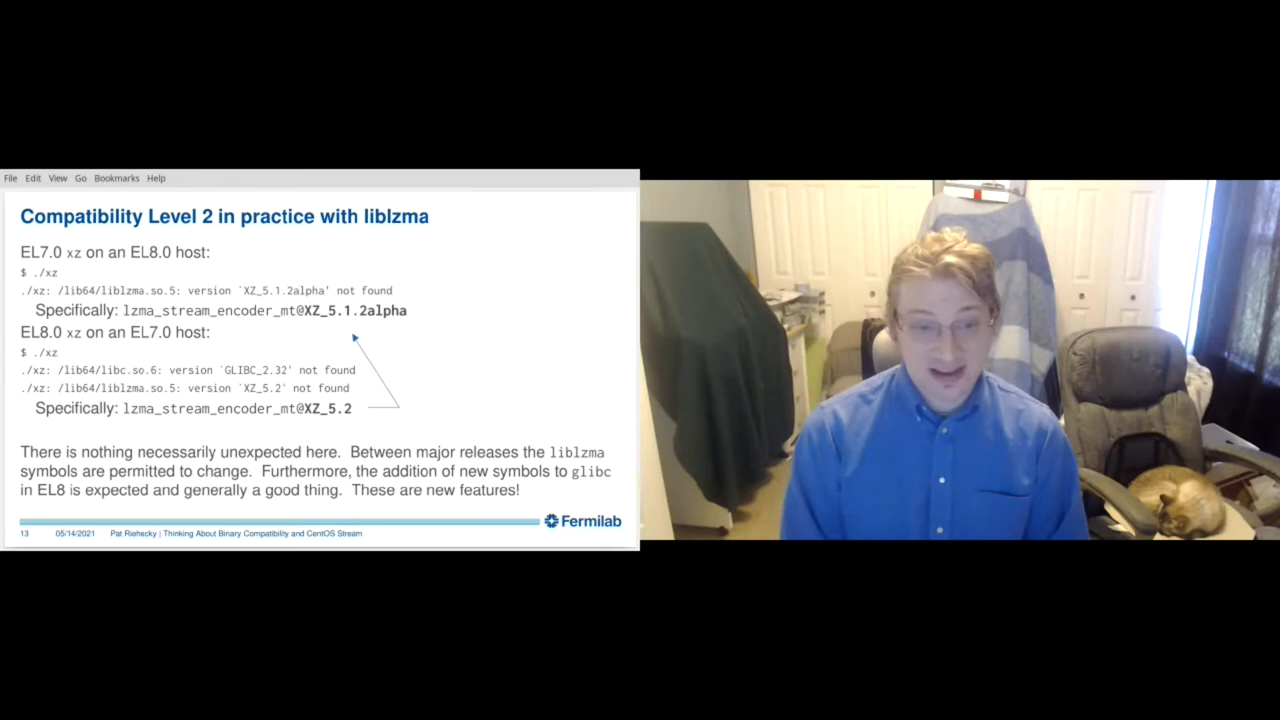 File Edit View Go Bookmarks Help
Compatibility Level 2 in practice with liblzma
EL7.0 xz on an EL8.0 host:
$ ./xz
./xz: /lib64/liblzma.so.5: version `XZ_5.1.2alpha' not found
Specifically: lzma_stream_encoder_mt@XZ_5.1.2alpha
EL8.0 xz on an EL7.0 host:
$ ./xz
./xz: /lib64/libc.so.6: version `GLIBC_2.32' not found
./xz: /lib64/liblzma.so.5: version `XZ_5.2' not found
Specifically: lzma_stream_encoder_mt@XZ_5.2
There is nothing necessarily unexpected here. Between major releases the liblzma
symbols are permitted to change. Furthermore, the addition of new symbols to glibc
in EL8 is expected and generally a good thing. These are new features!
Fermilab
13 05/14/2021 Pat Riehecky | Thinking About Binary Compatibility and CentOS Stream